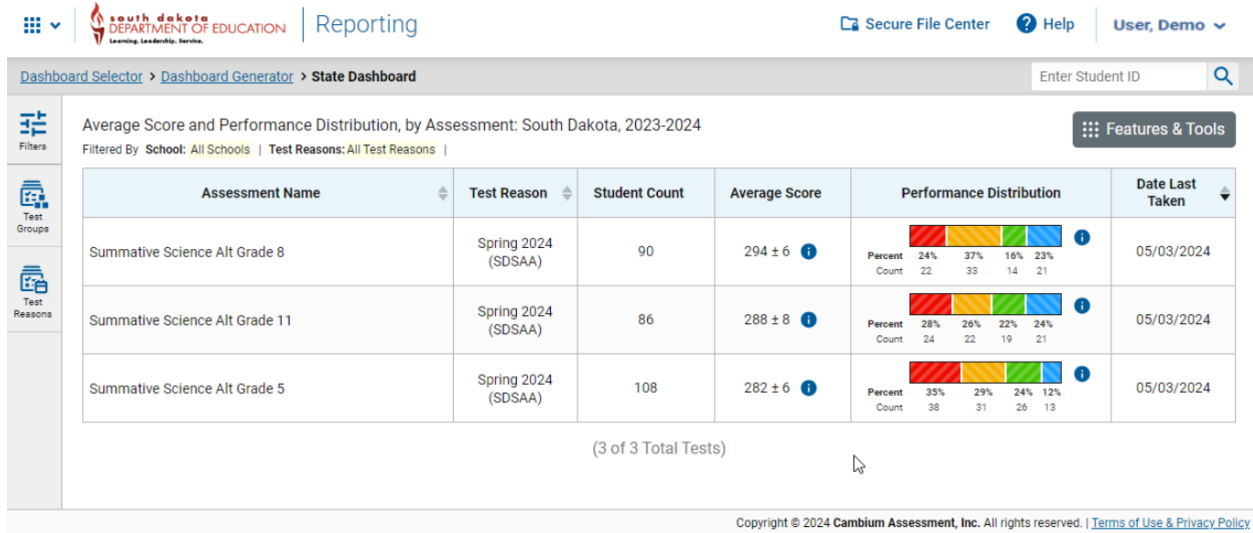 south dakota
DEPARTMENT OF EDUCATION
Learning. Leadership. Service.
Reporting
Secure File Center
Help
User, Demo
Dashboard Selector > Dashboard Generator > State Dashboard
Enter Student ID
Filters
Test
Groups
Test
Reasons
Average Score and Performance Distribution, by Assessment: South Dakota, 2023-2024
Filtered By School: All Schools | Test Reasons: All Test Reasons |
Features & Tools
Assessment Name
Test Reason
Student Count
Average Score
Performance Distribution
Date Last
Taken
Summative Science Alt Grade 8
Spring 2024
(SDSAA)
90
294 ± 6
Percent 24% 37% 16% 23%
Count 22 33 14 21
05/03/2024
Summative Science Alt Grade 11
Spring 2024
(SDSAA)
86
288 ± 8
Percent 28% 26% 22% 24%
Count 24 22 19 21
05/03/2024
Summative Science Alt Grade 5
Spring 2024
(SDSAA)
108
282 ± 6
Percent 35% 29% 24% 12%
Count 38 31 26 13
05/03/2024
(3 of 3 Total Tests)
Copyright © 2024 Cambium Assessment, Inc. All rights reserved. | Terms of Use & Privacy Policy